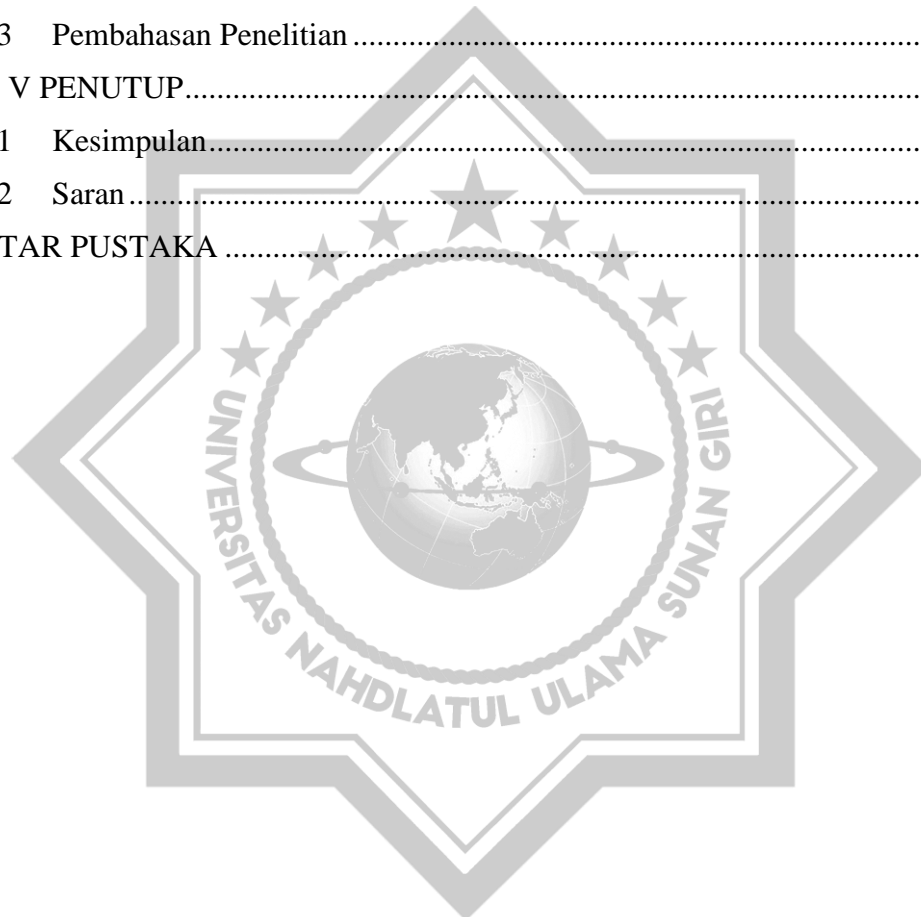 3 Pembahasan Penelitian ........................................................................
V PENUTUP...............................................................................................
1 Kesimpulan............................................................................................
2 Saran .....................................................................................................
TAR PUSTAKA .........................................................................................
UNIVERSITAS NAHDLATUL ULAMA SUNAN GIRI